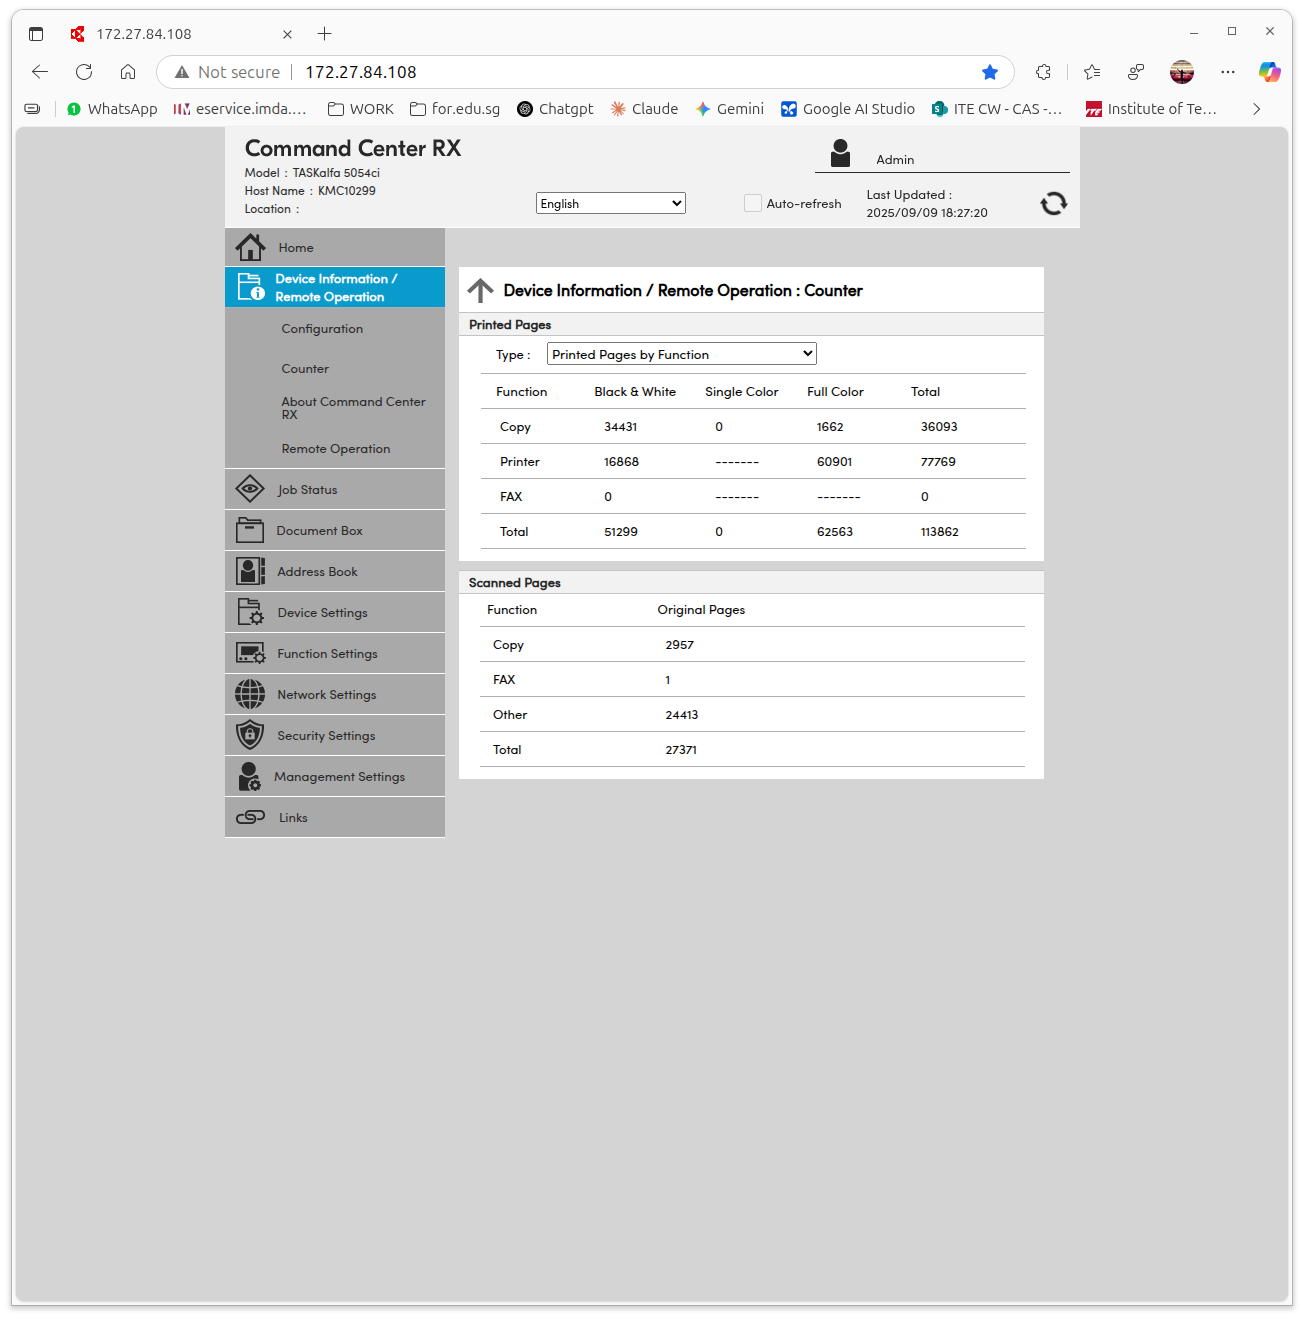 172.27.84.108
Not secure 172.27.84.108
WhatsApp eservice.imda.... WORK for.edu.sg Chatgpt Claude Gemini Google AI Studio ITE CW - CAS -... Institute of Te...
Command Center RX
Model : TASKalfa 5054ci
Host Name : KMC10299
Location :
English
Auto-refresh
Admin
Last Updated :
2025/09/09 18:27:20
Home
Device Information /
Remote Operation
Configuration
Counter
About Command Center
RX
Remote Operation
Job Status
Document Box
Address Book
Device Settings
Function Settings
Network Settings
Security Settings
Management Settings
Links
Device Information / Remote Operation : Counter
Printed Pages
Type : Printed Pages by Function
Function Black & White Single Color Full Color Total
Copy 34431 0 1662 36093
Printer 16868 ------- 60901 77769
FAX 0 ------- ------- 0
Total 51299 0 62563 113862
Scanned Pages
Function Original Pages
Copy 2957
FAX 1
Other 24413
Total 27371